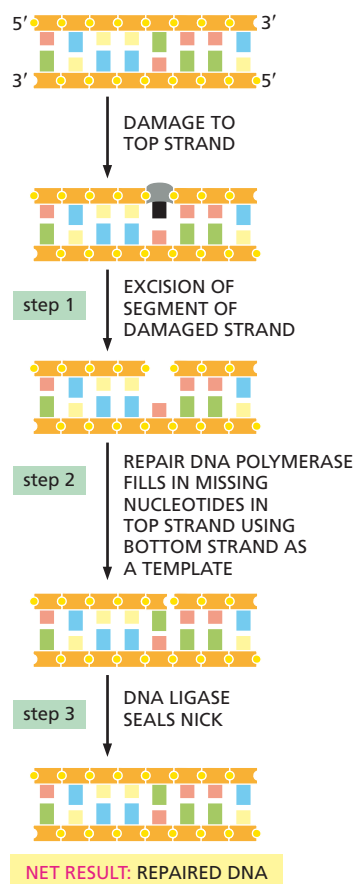 5′ 3′
3′ 5′
DAMAGE TO
TOP STRAND
step 1
EXCISION OF
SEGMENT OF
DAMAGED STRAND
step 2
REPAIR DNA POLYMERASE
FILLS IN MISSING
NUCLEOTIDES IN
TOP STRAND USING
BOTTOM STRAND AS
A TEMPLATE
step 3
DNA LIGASE
SEALS NICK
NET RESULT: REPAIRED DNA